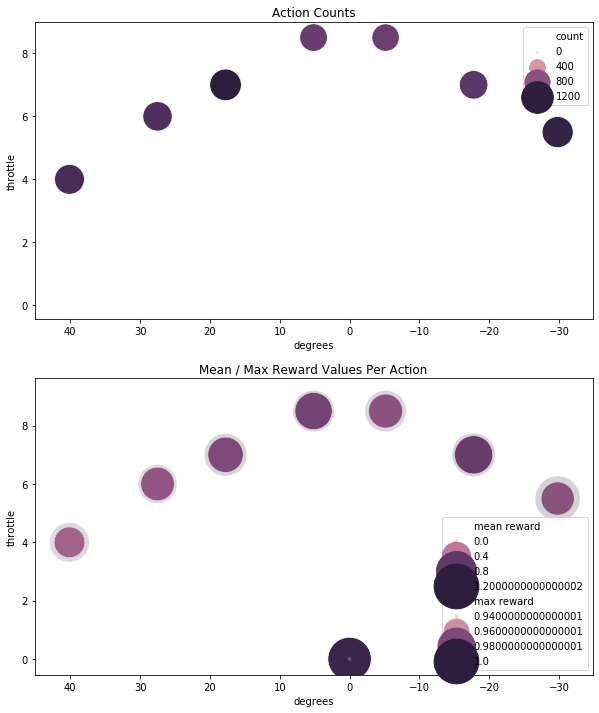 Action Counts
count
0
400
800
1200
throttle
8
6
4
2
0
40 30 20 10 0 −10 −20 −30
degrees
Mean / Max Reward Values Per Action
throttle
8
6
4
2
0
mean reward
0.0
0.4
0.8
1.2000000000000002
max reward
0.9400000000000001
0.9600000000000001
0.9800000000000001
1.0
40 30 20 10 0 −10 −20 −30
degrees